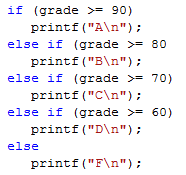 if (grade >= 90)
   printf("A\n");
else if (grade >= 80
   printf("B\n");
else if (grade >= 70)
   printf("C\n");
else if (grade >= 60)
   printf("D\n");
else
   printf("F\n");